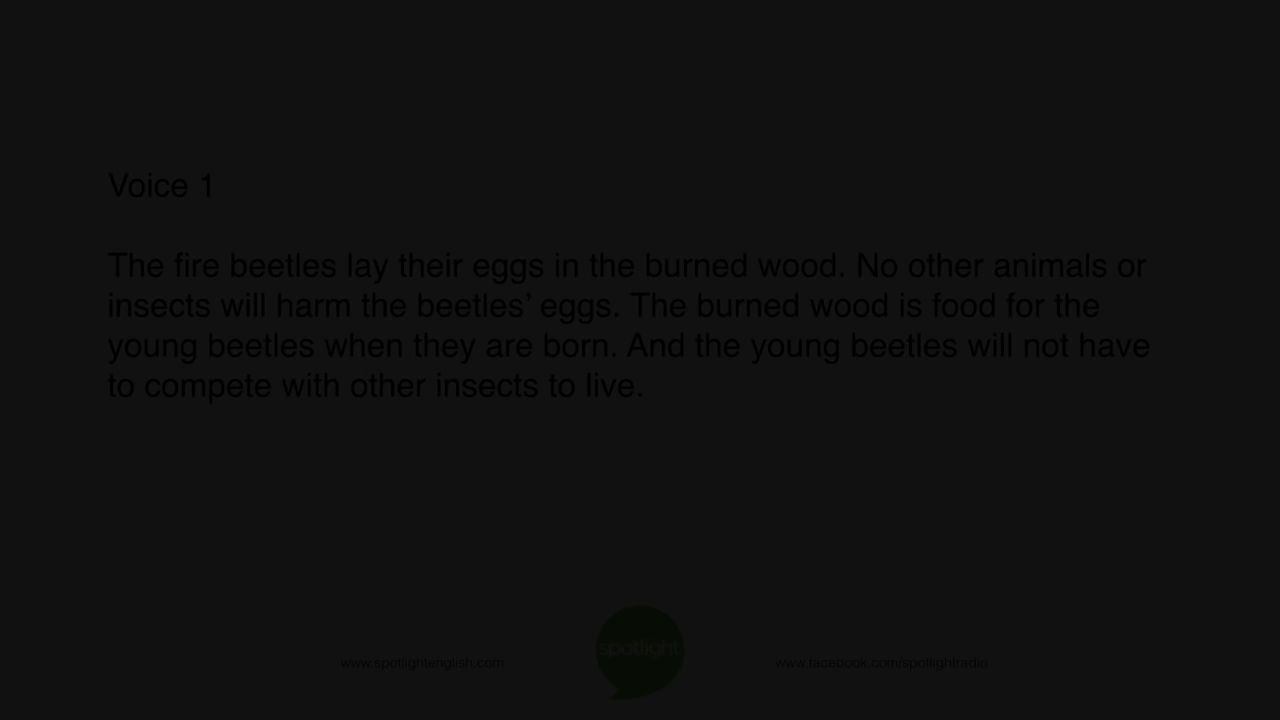 Voice 1
The fire beetles lay their eggs in the burned wood. No other animals or
insects will harm the beetles’ eggs. The burned wood is food for the
young beetles when they are born. And the young beetles will not have
to compete with other insects to live.
spotlight
www.spotlightenglish.com
www.facebook.com/spotlightradio